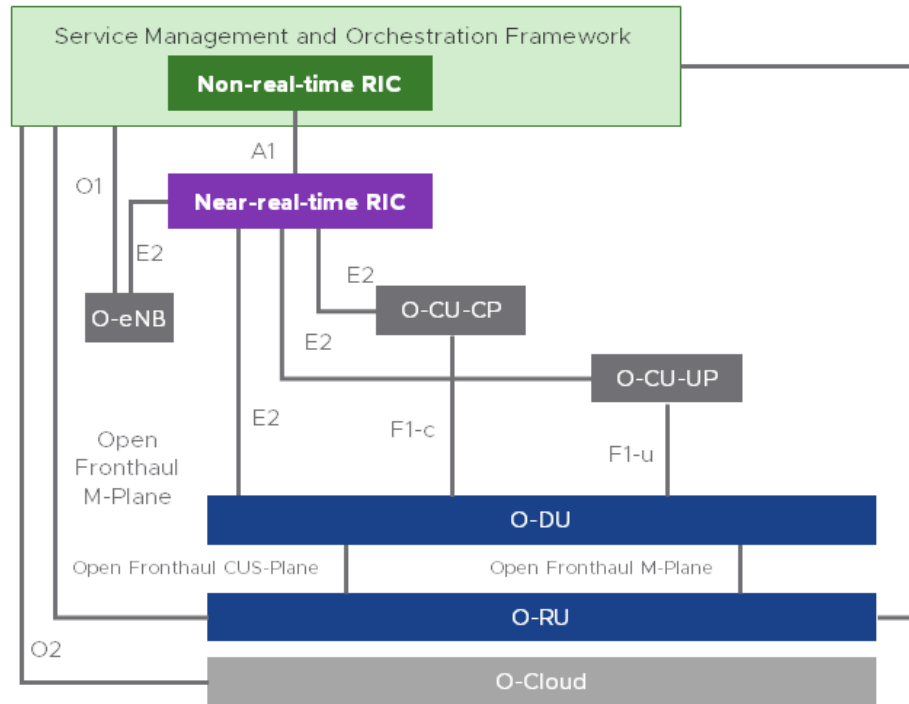 Service Management and Orchestration Framework
Non-real-time RIC
A1
O1
Near-real-time RIC
E2
E2
O-CU-CP
O-eNB
E2
O-CU-UP
E2
F1-c
Open
Fronthaul
M-Plane
F1-u
O-DU
Open Fronthaul CUS-Plane
Open Fronthaul M-Plane
O-RU
O2
O-Cloud